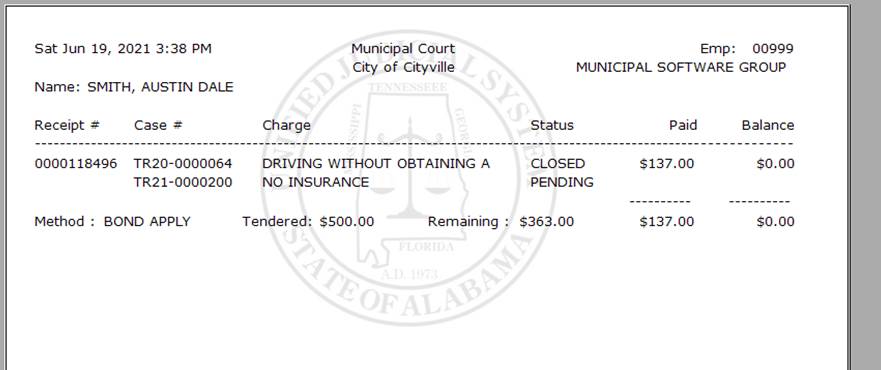 Sat Jun 19, 2021 3:38 PM Municipal Court Emp: 00999
City of Cityville MUNICIPAL SOFTWARE GROUP
Name: SMITH, AUSTIN DALE
Receipt # Case # Charge Status Paid Balance
0000118496 TR20-0000064 DRIVING WITHOUT OBTAINING A CLOSED $137.00 $0.00
TR21-0000200 NO INSURANCE PENDING
Method : BOND APPLY Tendered: $500.00 Remaining : $363.00 $137.00 $0.00
UNIFIED JUDICIAL SYSTEM
TENNESSEEE
MISSISSIPPI
GEORGIA
FLORIDA
A.D. 1973
STATE OF ALABAMA